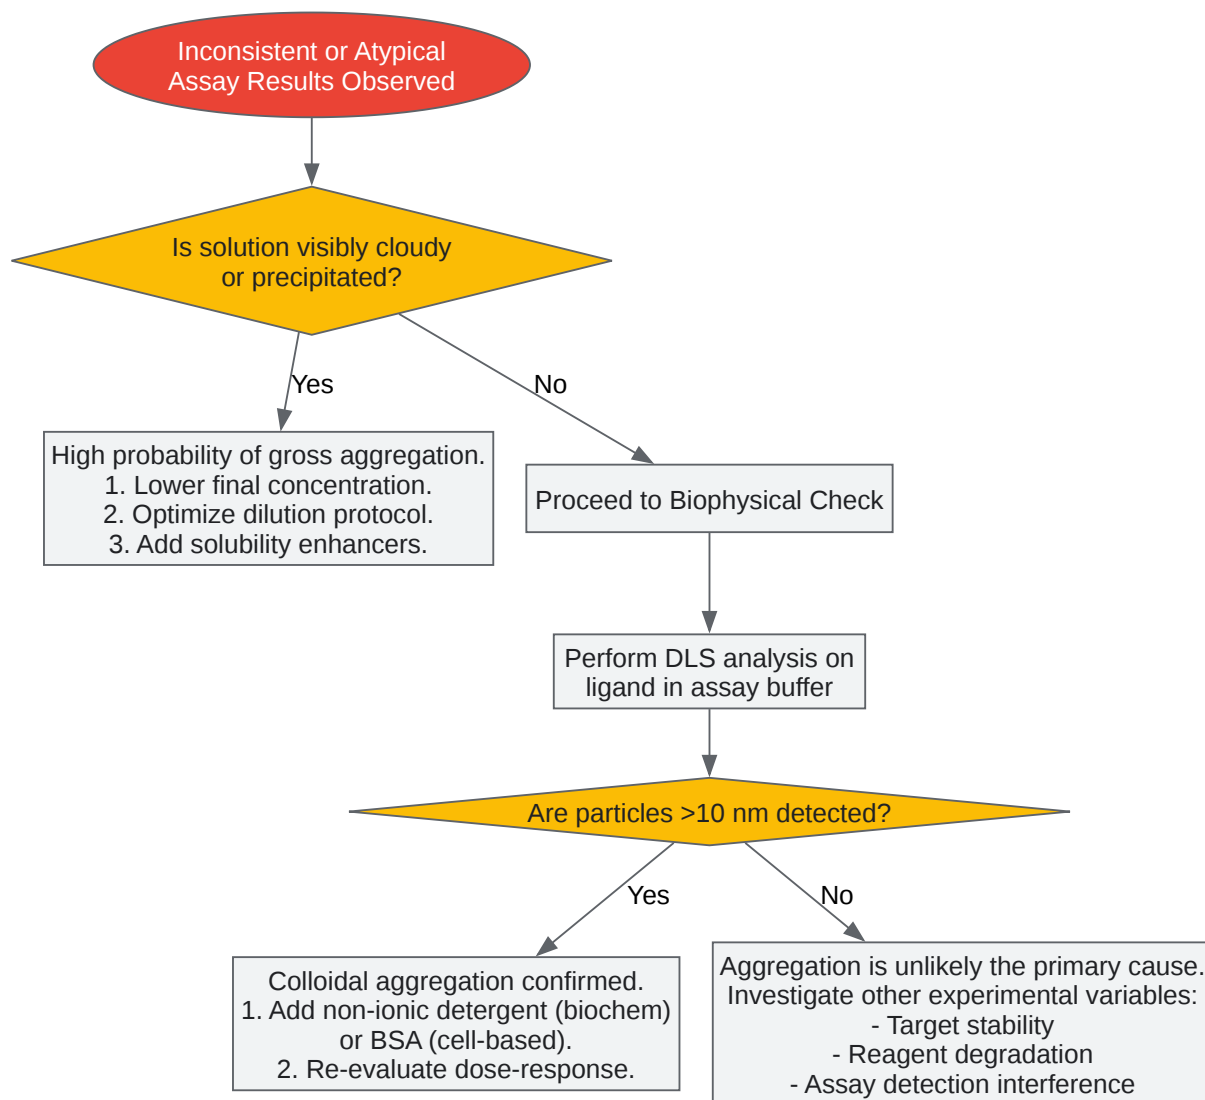 Inconsistent or Atypical
Assay Results Observed
Is solution visibly cloudy
or precipitated?
Yes
No
High probability of gross aggregation.
1. Lower final concentration.
2. Optimize dilution protocol.
3. Add solubility enhancers.
Proceed to Biophysical Check
Perform DLS analysis on
ligand in assay buffer
Are particles >10 nm detected?
Yes
No
Colloidal aggregation confirmed.
1. Add non-ionic detergent (biochem)
or BSA (cell-based).
2. Re-evaluate dose-response.
Aggregation is unlikely the primary cause.
Investigate other experimental variables:
- Target stability
- Reagent degradation
- Assay detection interference